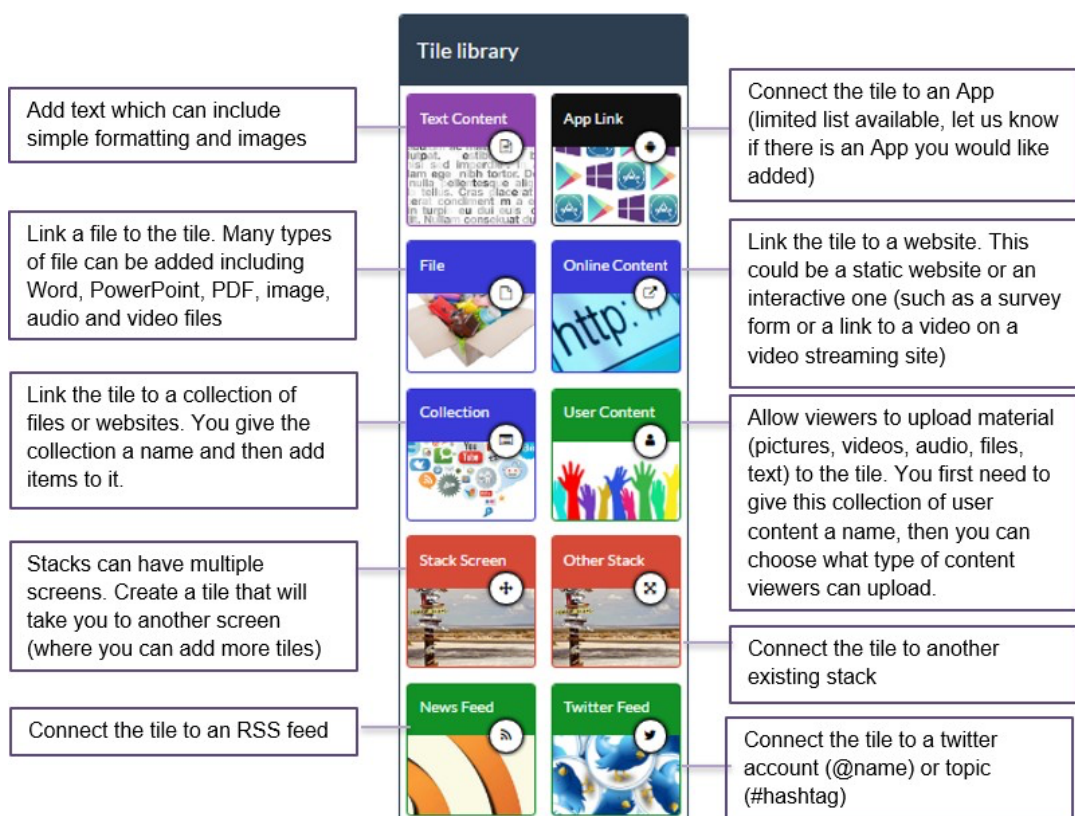 Tile library
Add text which can include
simple formatting and images
Text Content
App Link
Connect the tile to an App
(limited list available, let us know
if there is an App you would like
added)
Link a file to the tile. Many types
of file can be added including
Word, PowerPoint, PDF, image,
audio and video files
File
Online Content
http:
Link the tile to a website. This
could be a static website or an
interactive one (such as a survey
form or a link to a video on a
video streaming site)
Link the tile to a collection of
files or websites. You give the
collection a name and then add
items to it.
Collection
You
Tube
User Content
Allow viewers to upload material
(pictures, videos, audio, files,
text) to the tile. You first need to
give this collection of user
content a name, then you can
choose what type of content
viewers can upload.
Stacks can have multiple
screens. Create a tile that will
take you to another screen
(where you can add more tiles)
Stack Screen
Other Stack
Connect the tile to another
existing stack
Connect the tile to an RSS feed
News Feed
Twitter Feed
Connect the tile to a twitter
account (@name) or topic
(#hashtag)